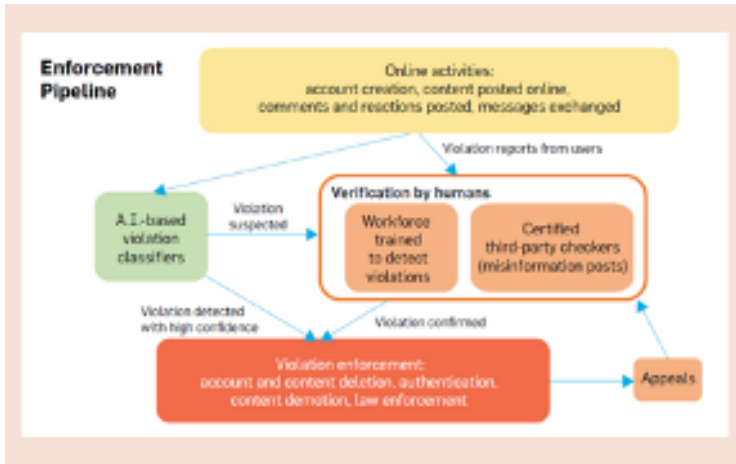 Enforcement
Pipeline
Online activities:
account creation, content posted online,
comments and reactions posted, messages exchanged
Violation reports from users
Verification by humans
A.I.-based
violation
classifiers
Violation
suspected
Workforce
trained
to detect
violations
Certified
third-party checkers
(misinformation posts)
Violation detected
with high confidence
Violation confirmed
Violation enforcement:
account and content deletion, authentication,
content demotion, law enforcement
Appeals